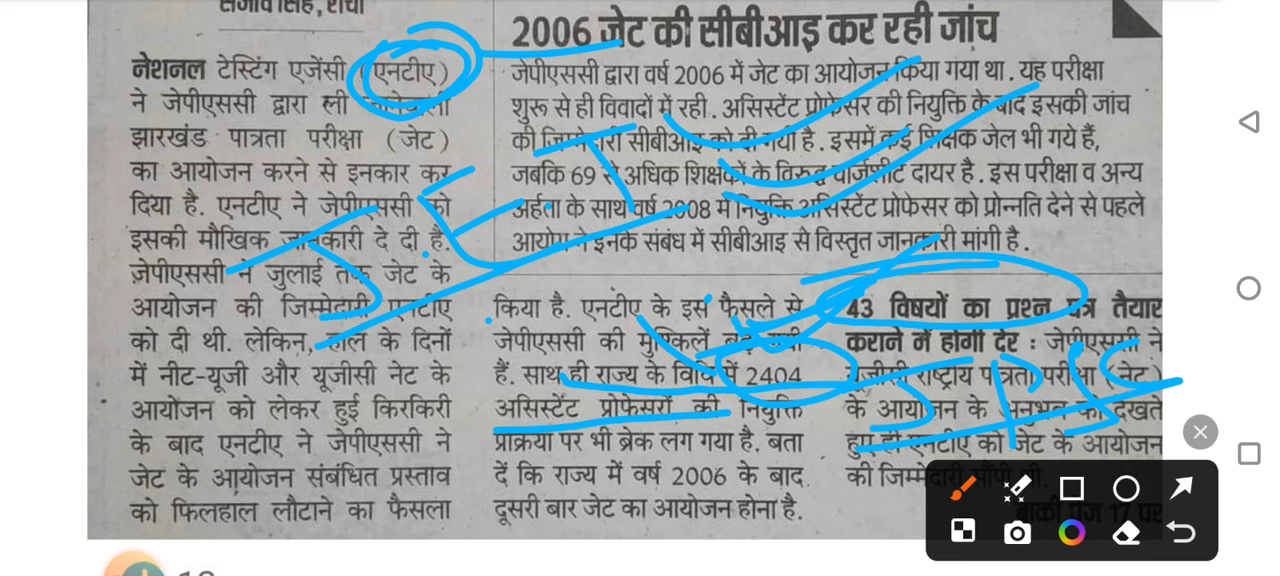 संजीव सिंह, रांची
नेशनल टेस्टिंग एजेंसी (एनटीए)
ने जेपीएससी द्वारा ली
झारखंड पात्रता परीक्षा (जेट)
का आयोजन करने से इनकार कर
दिया है. एनटीए ने जेपीएससी को
इसकी मौखिक जानकारी दे दी है.
जेपीएससी ने जुलाई तक जेट के
आयोजन की जिम्मेदारी एनटीए
को दी थी. लेकिन, हाल के दिनों
में नीट-यूजी और यूजीसी नेट के
आयोजन को लेकर हुई किरकिरी
के बाद एनटीए ने जेपीएससी ने
जेट के आयोजन संबंधित प्रस्ताव
को फिलहाल लौटाने का फैसला
2006 जेट की सीबीआइ कर रही जांच
जेपीएससी द्वारा वर्ष 2006 में जेट का आयोजन किया गया था. यह परीक्षा
शुरू से ही विवादों में रही. असिस्टेंट प्रोफेसर की नियुक्ति के बाद इसकी जांच
की जिम्मेदारी सीबीआइ को दी गयी है. इसमें कई शिक्षक जेल भी गये हैं,
जबकि 69 से अधिक शिक्षकों के विरुद्ध चार्जशीट दायर है. इस परीक्षा व अन्य
अर्हता के साथ वर्ष 2008 में नियुक्ति असिस्टेंट प्रोफेसर को प्रोन्नति देने से पहले
आयोग ने इनके संबंध में सीबीआइ से विस्तृत जानकारी मांगी है.
किया है. एनटीए के इस फैसले से
जेपीएससी की मुश्किलें बढ़ गयी
हैं. साथ ही राज्य के विवि में 2404
असिस्टेंट प्रोफेसरों की नियुक्ति
प्रक्रिया पर भी ब्रेक लग गया है. बता
दें कि राज्य में वर्ष 2006 के बाद
दूसरी बार जेट का आयोजन होना है.
43 विषयों का प्रश्न पत्र तैयार
कराने में होगी देर : जेपीएससी ने
यूजीसी राष्ट्रीय पात्रता परीक्षा (नेट)
के आयोजन के अनुभव को देखते
हुए ही एनटीए को जेट के आयोजन
की जिम्मेदारी सौंपी थी.
बाकी पेज 17 पर
JET
JPSC